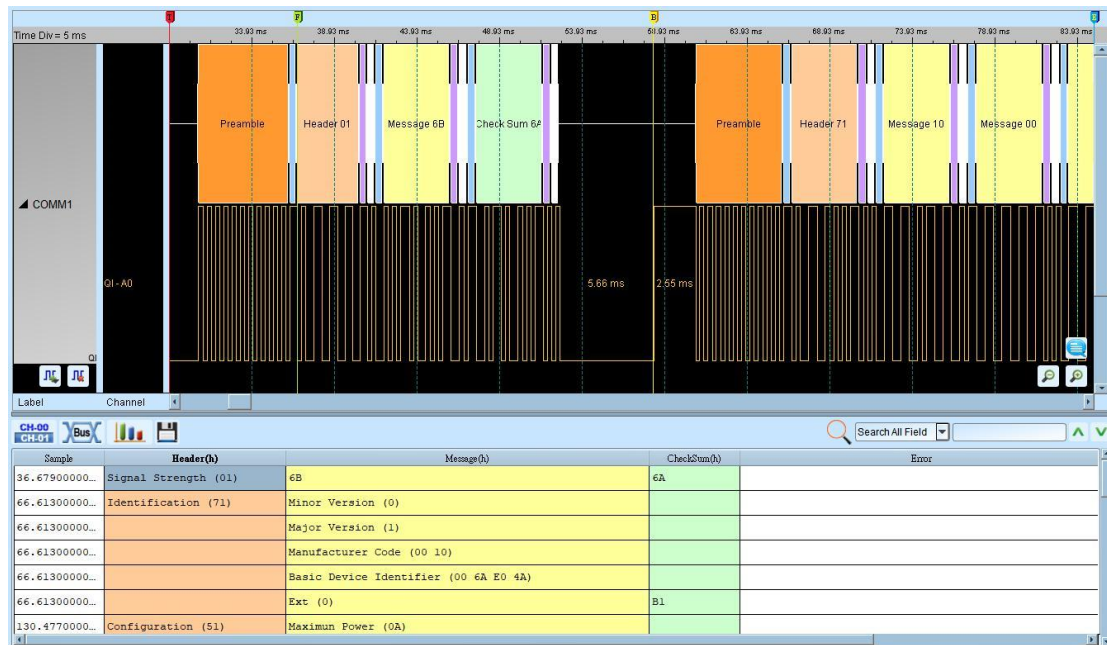 T F B
Time Div = 5 ms 33.93 ms 38.93 ms 43.93 ms 48.93 ms 53.93 ms 58.93 ms 63.93 ms 68.93 ms 73.93 ms 78.93 ms 83.93 ms
Preamble Header 01 Message 6B Check Sum 6A Preamble Header 71 Message 10 Message 00
COMM1
QI - A0 5.66 ms 2.55 ms
QI
Label Channel
CH-00
CH-01 Bus Search All Field
Sample Header(h) Message(h) CheckSum(h) Error
36.67900000... Signal Strength (01) 6B 6A
66.61300000... Identification (71) Minor Version (0)
66.61300000... Major Version (1)
66.61300000... Manufacturer Code (00 10)
66.61300000... Basic Device Identifier (00 6A E0 4A)
66.61300000... Ext (0) B1
130.4770000... Configuration (51) Maximun Power (0A)